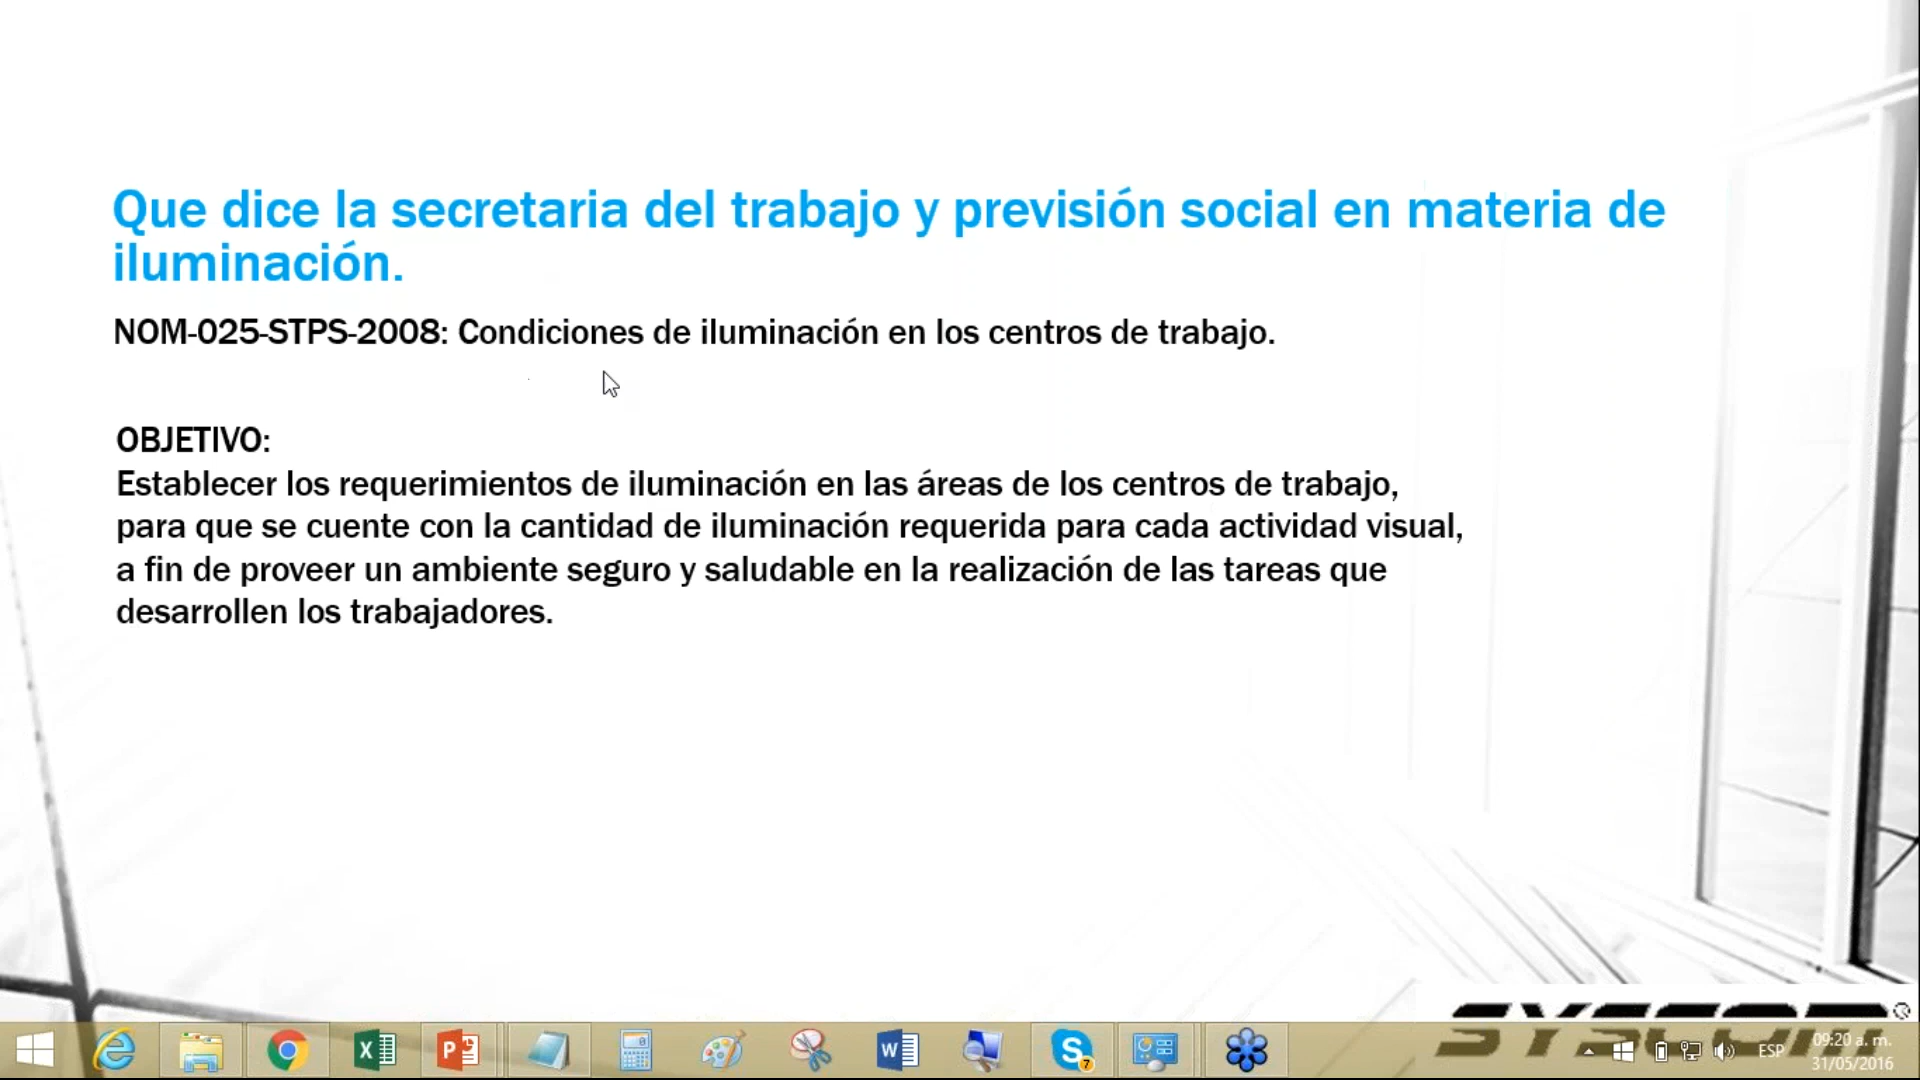 Que dice la secretaria del trabajo y previsión social en materia de
iluminación.
NOM-025-STPS-2008: Condiciones de iluminación en los centros de trabajo.
OBJETIVO:
Establecer los requerimientos de iluminación en las áreas de los centros de trabajo,
para que se cuente con la cantidad de iluminación requerida para cada actividad visual,
a fin de proveer un ambiente seguro y saludable en la realización de las tareas que
desarrollen los trabajadores.
SYSCOM
7
ESP
09:20 a. m.
31/05/2016